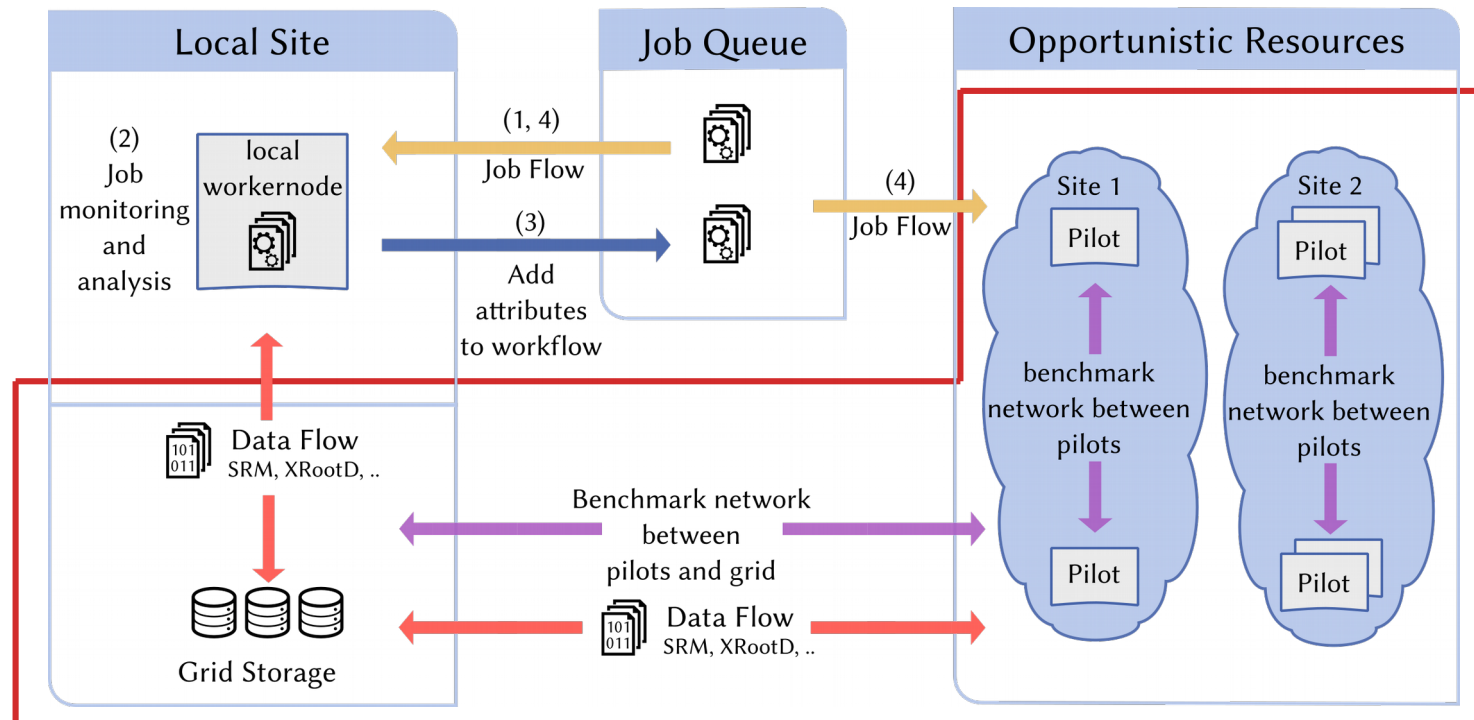 Local Site
Job Queue
Opportunistic Resources
(2)
Job
monitoring
and
analysis
local
workernode
(1, 4)
Job Flow
(3)
Add
attributes
to workflow
(4)
Job Flow
Site 1
Pilot
benchmark
network between
pilots
Pilot
Site 2
Pilot
benchmark
network between
pilots
Pilot
101
011
Data Flow
SRM, XRootD, ..
Grid Storage
Benchmark network
between
pilots and grid
101
011
Data Flow
SRM, XRootD, ..